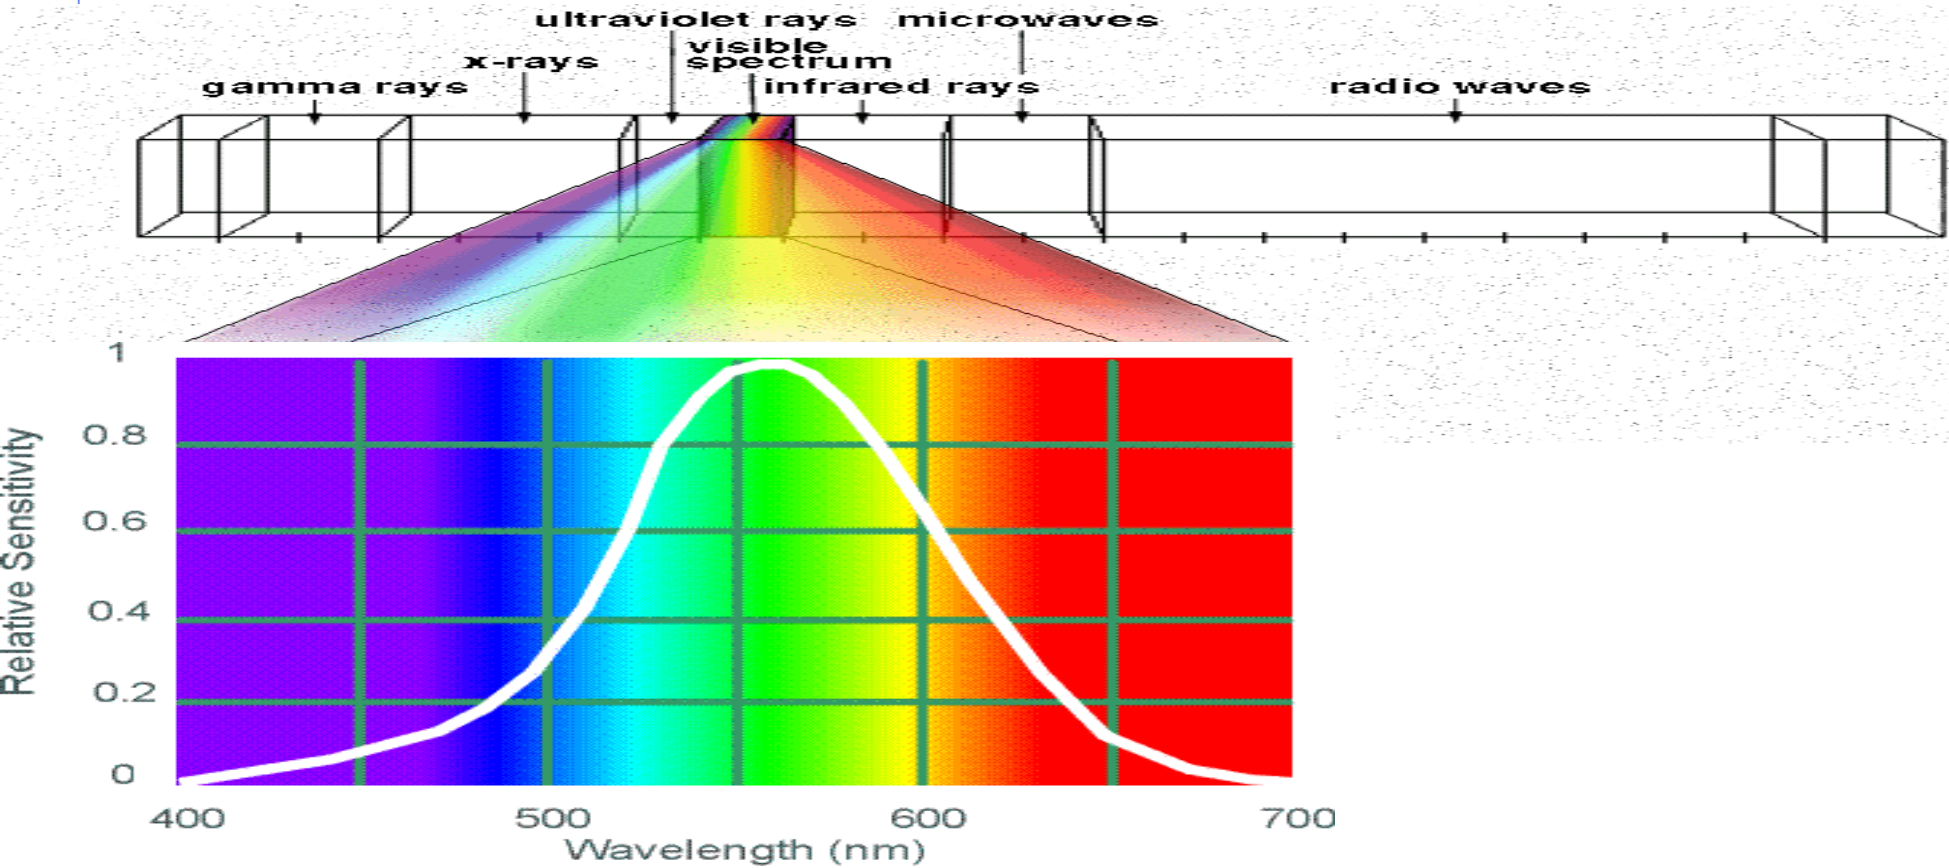 ultraviolet rays microwaves
visible
x-rays spectrum
gamma rays infrared rays radio waves
1
0.8
0.6
0.4
0.2
0
Relative Sensitivity
400 500 600 700
Wavelength (nm)